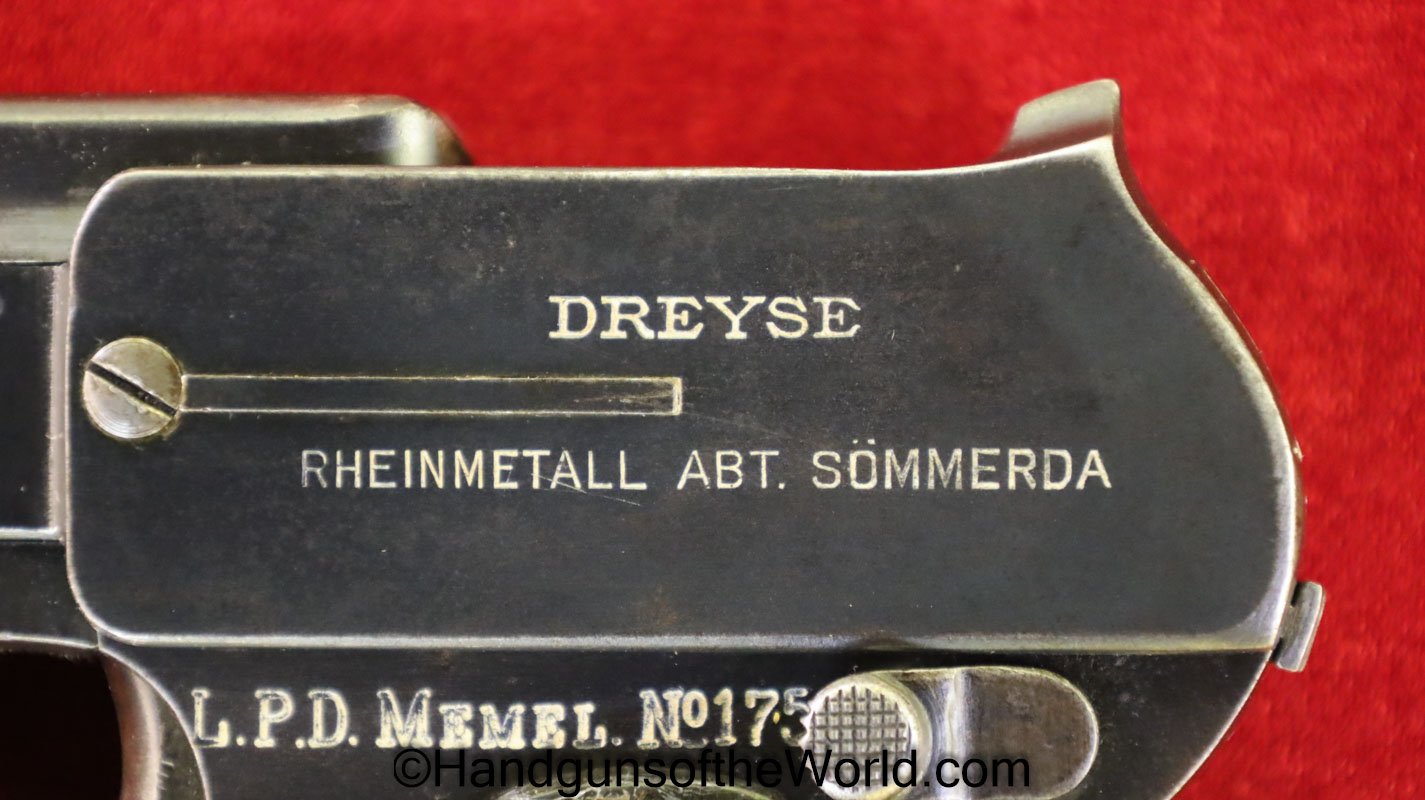 DREYSE
RHEINMETALL ABT. SÖMMERDA
L.P.D. MEMEL. No175
©HandgunsoftheWorld.com